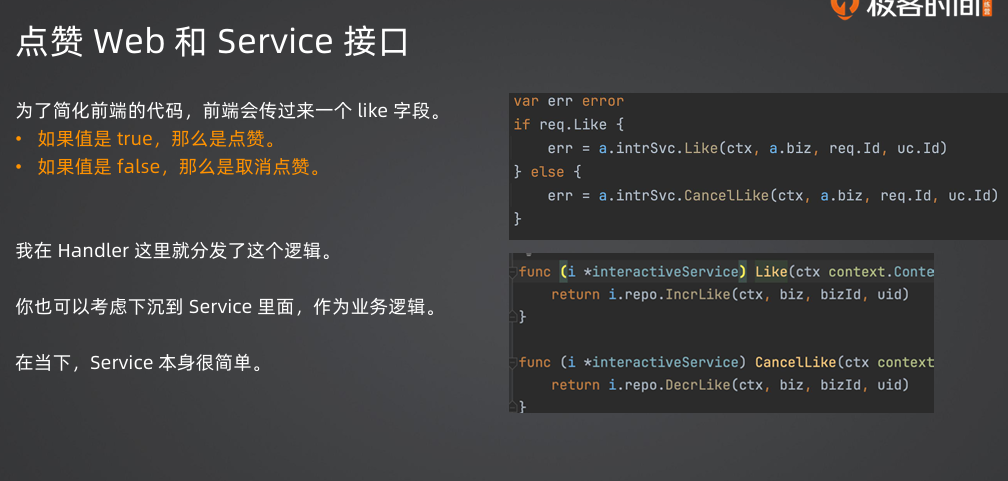 极客时间
点赞 Web 和 Service 接口
为了简化前端的代码，前端会传过来一个 like 字段。
• 如果值是 true，那么是点赞。
• 如果值是 false，那么是取消点赞。
我在 Handler 这里就分发了这个逻辑。
你也可以考虑下沉到 Service 里面，作为业务逻辑。
在当下，Service 本身很简单。
var err error
if req.Like {
err = a.intrSvc.Like(ctx, a.biz, req.Id, uc.Id)
} else {
err = a.intrSvc.CancelLike(ctx, a.biz, req.Id, uc.Id)
}
func (i *interactiveService) Like(ctx context.Conte
return i.repo.IncrLike(ctx, biz, bizId, uid)
}
func (i *interactiveService) CancelLike(ctx context
return i.repo.DecrLike(ctx, biz, bizId, uid)
}